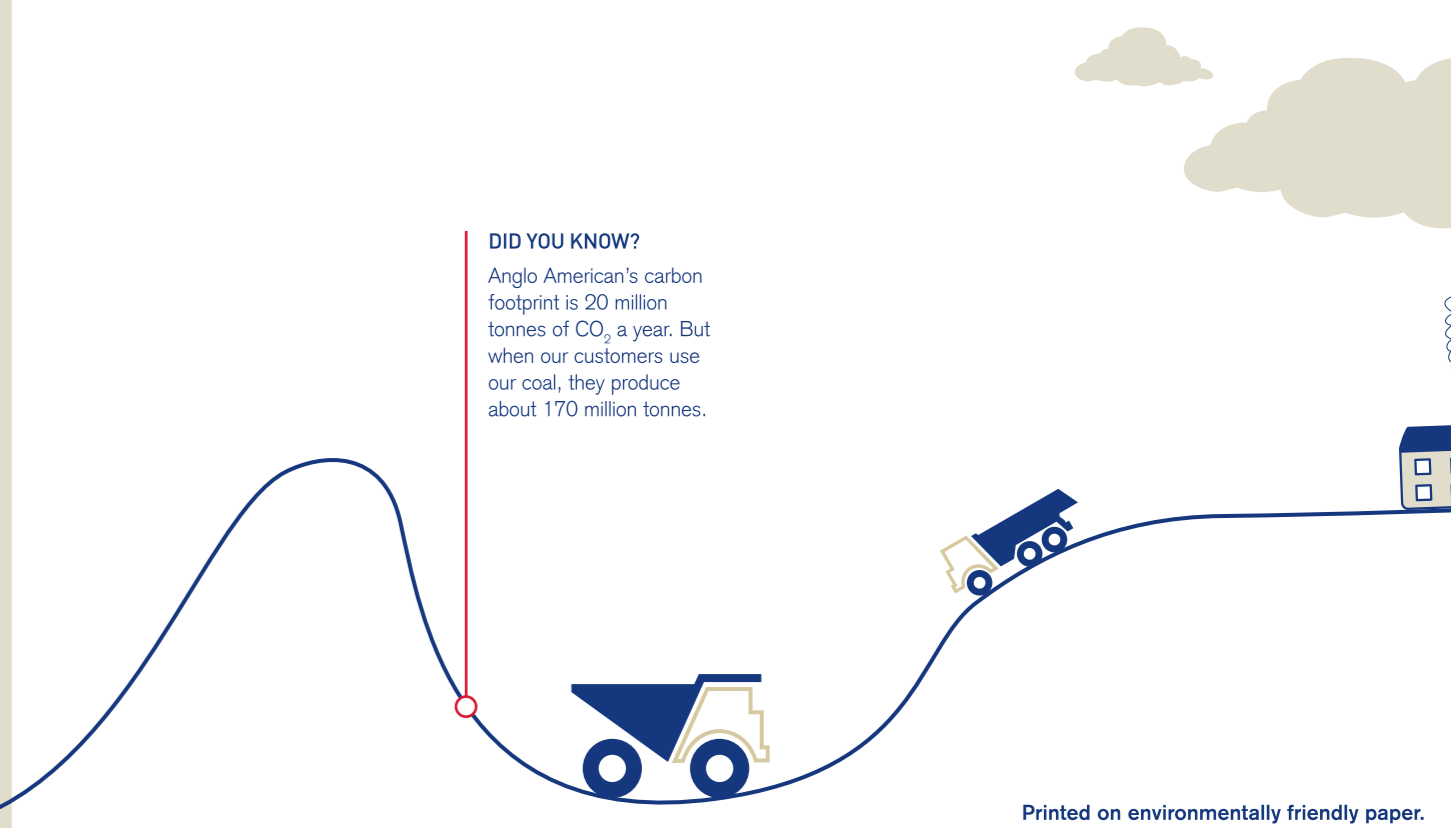 DID YOU KNOW?
Anglo American’s carbon
footprint is 20 million
tonnes of CO₂ a year. But
when our customers use
our coal, they produce
about 170 million tonnes.
Printed on environmentally friendly paper.